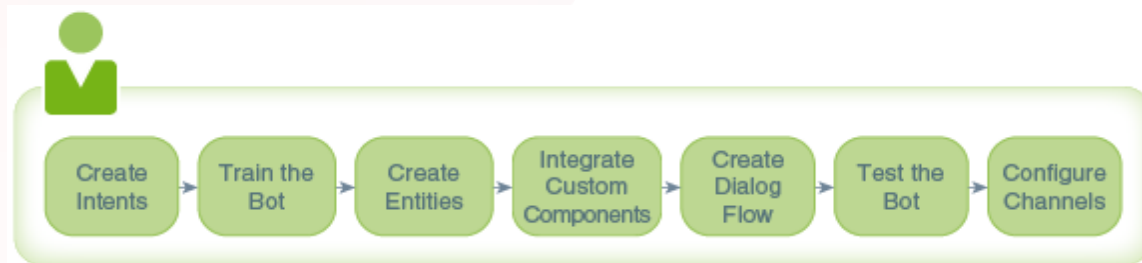 Create
Intents
Train the
Bot
Create
Entities
Integrate
Custom
Components
Create
Dialog
Flow
Test the
Bot
Configure
Channels